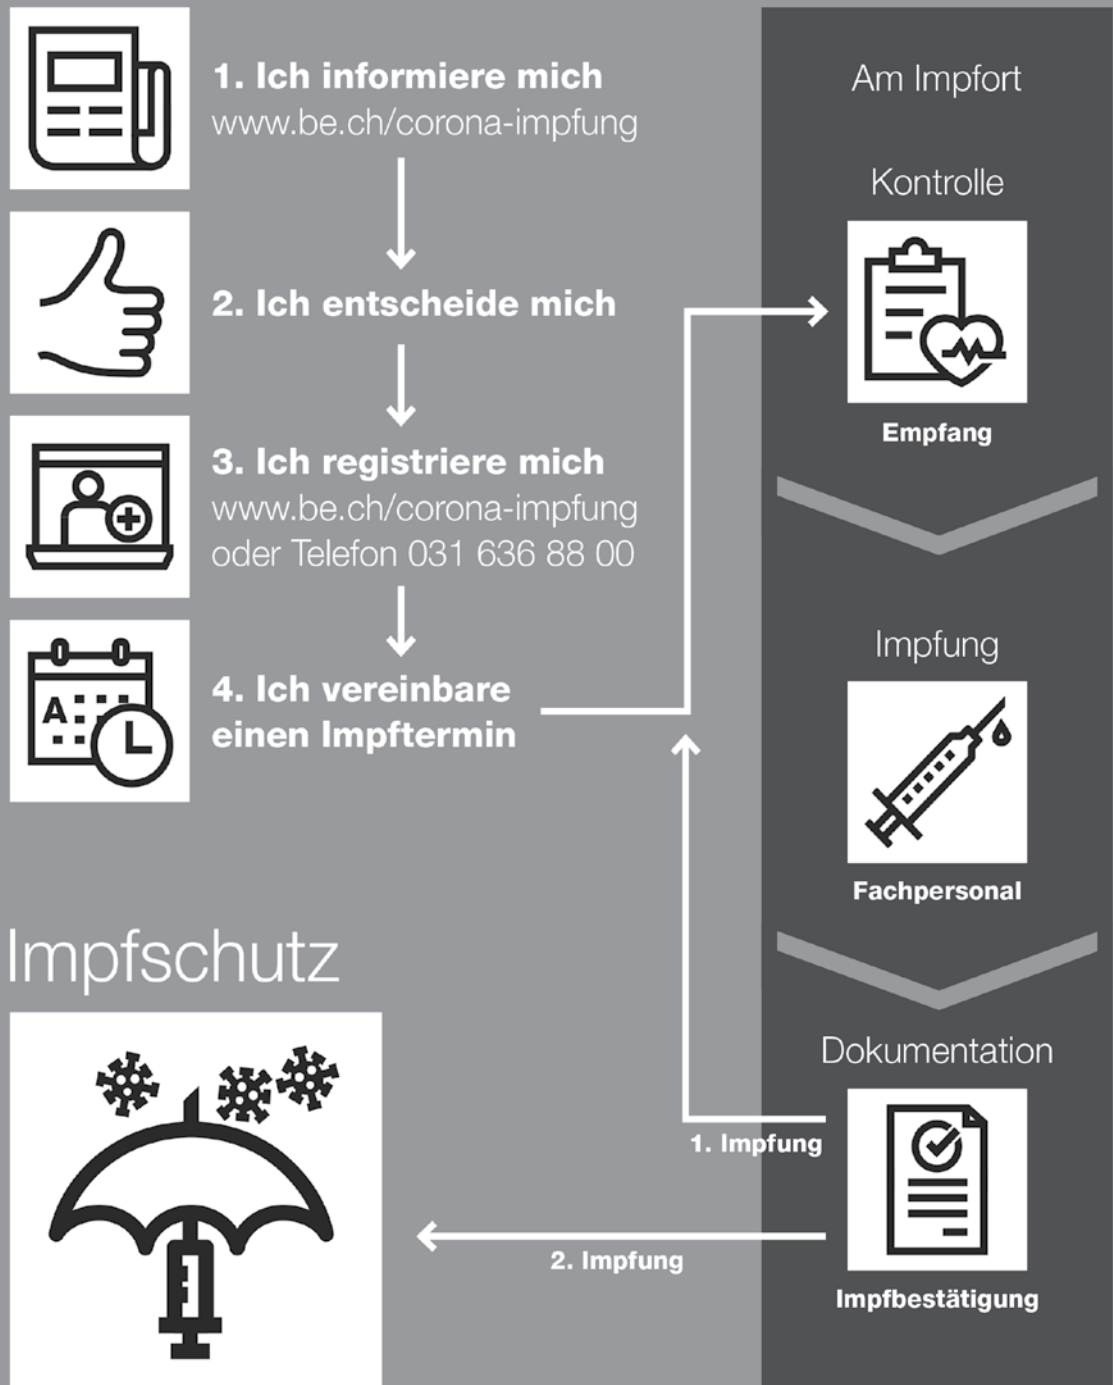 1. Ich informiere mich
www.be.ch/corona-impfung
2. Ich entscheide mich
3. Ich registriere mich
www.be.ch/corona-impfung
oder Telefon 031 636 88 00
A
4. Ich vereinbare
einen Impftermin
Am Impfort
Kontrolle
Empfang
Impfung
Fachpersonal
Dokumentation
1. Impfung
2. Impfung
Impfbestätigung
Impfschutz